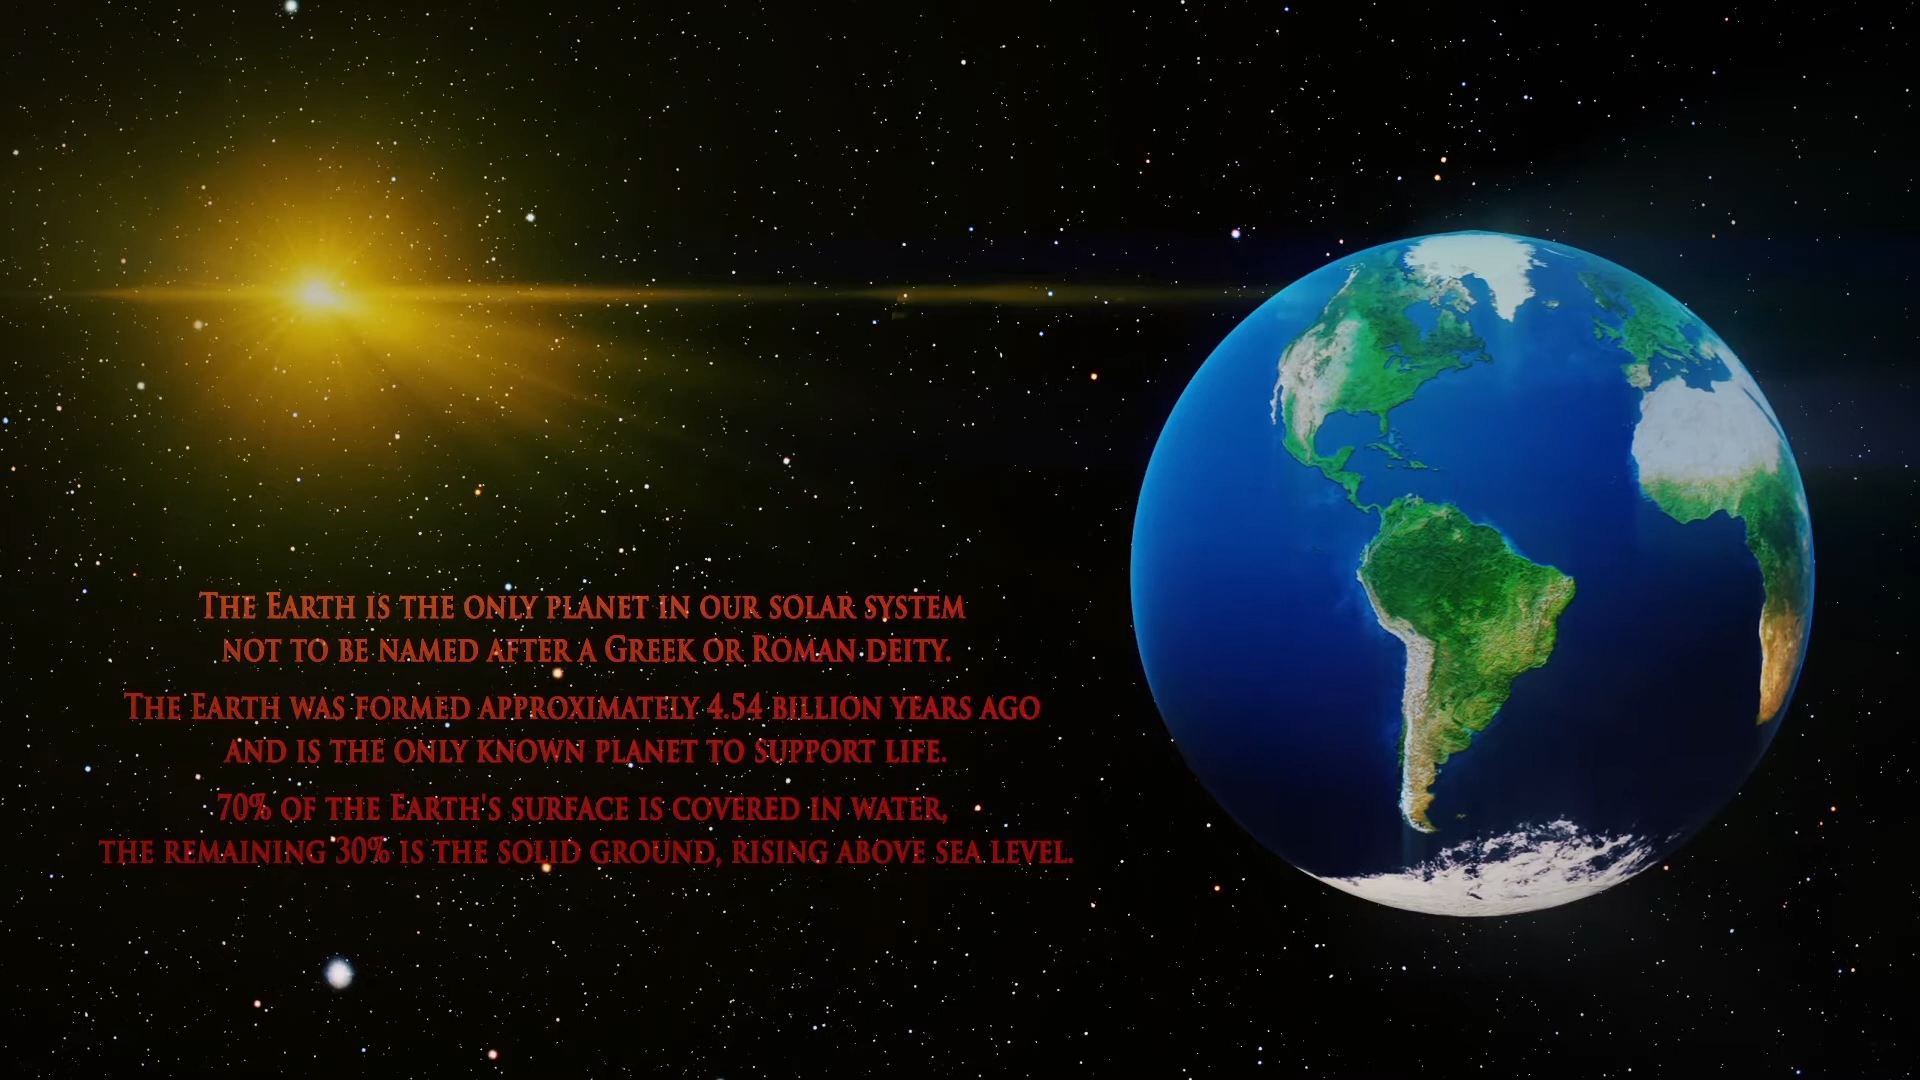 The Earth is the only planet in our solar system
not to be named after a Greek or Roman deity.
The Earth was formed approximately 4.54 billion years ago
and is the only known planet to support life.
70% of the Earth's surface is covered in water,
the remaining 30% is the solid ground, rising above sea level.